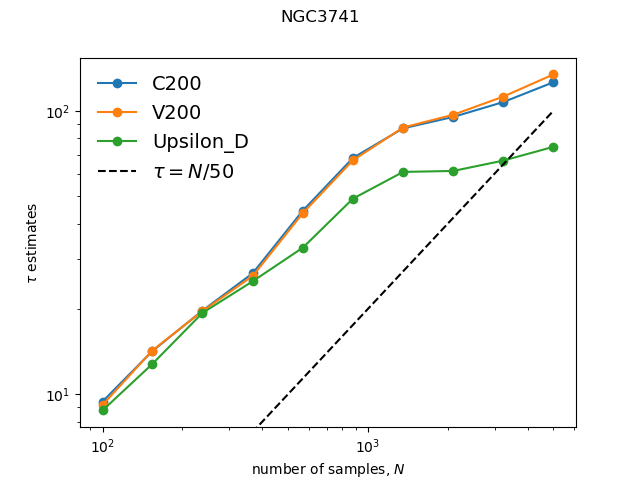 NGC3741
C200
V200
Upsilon_D
τ = N/50
10²
10¹
τ estimates
10² 10³
number of samples, N